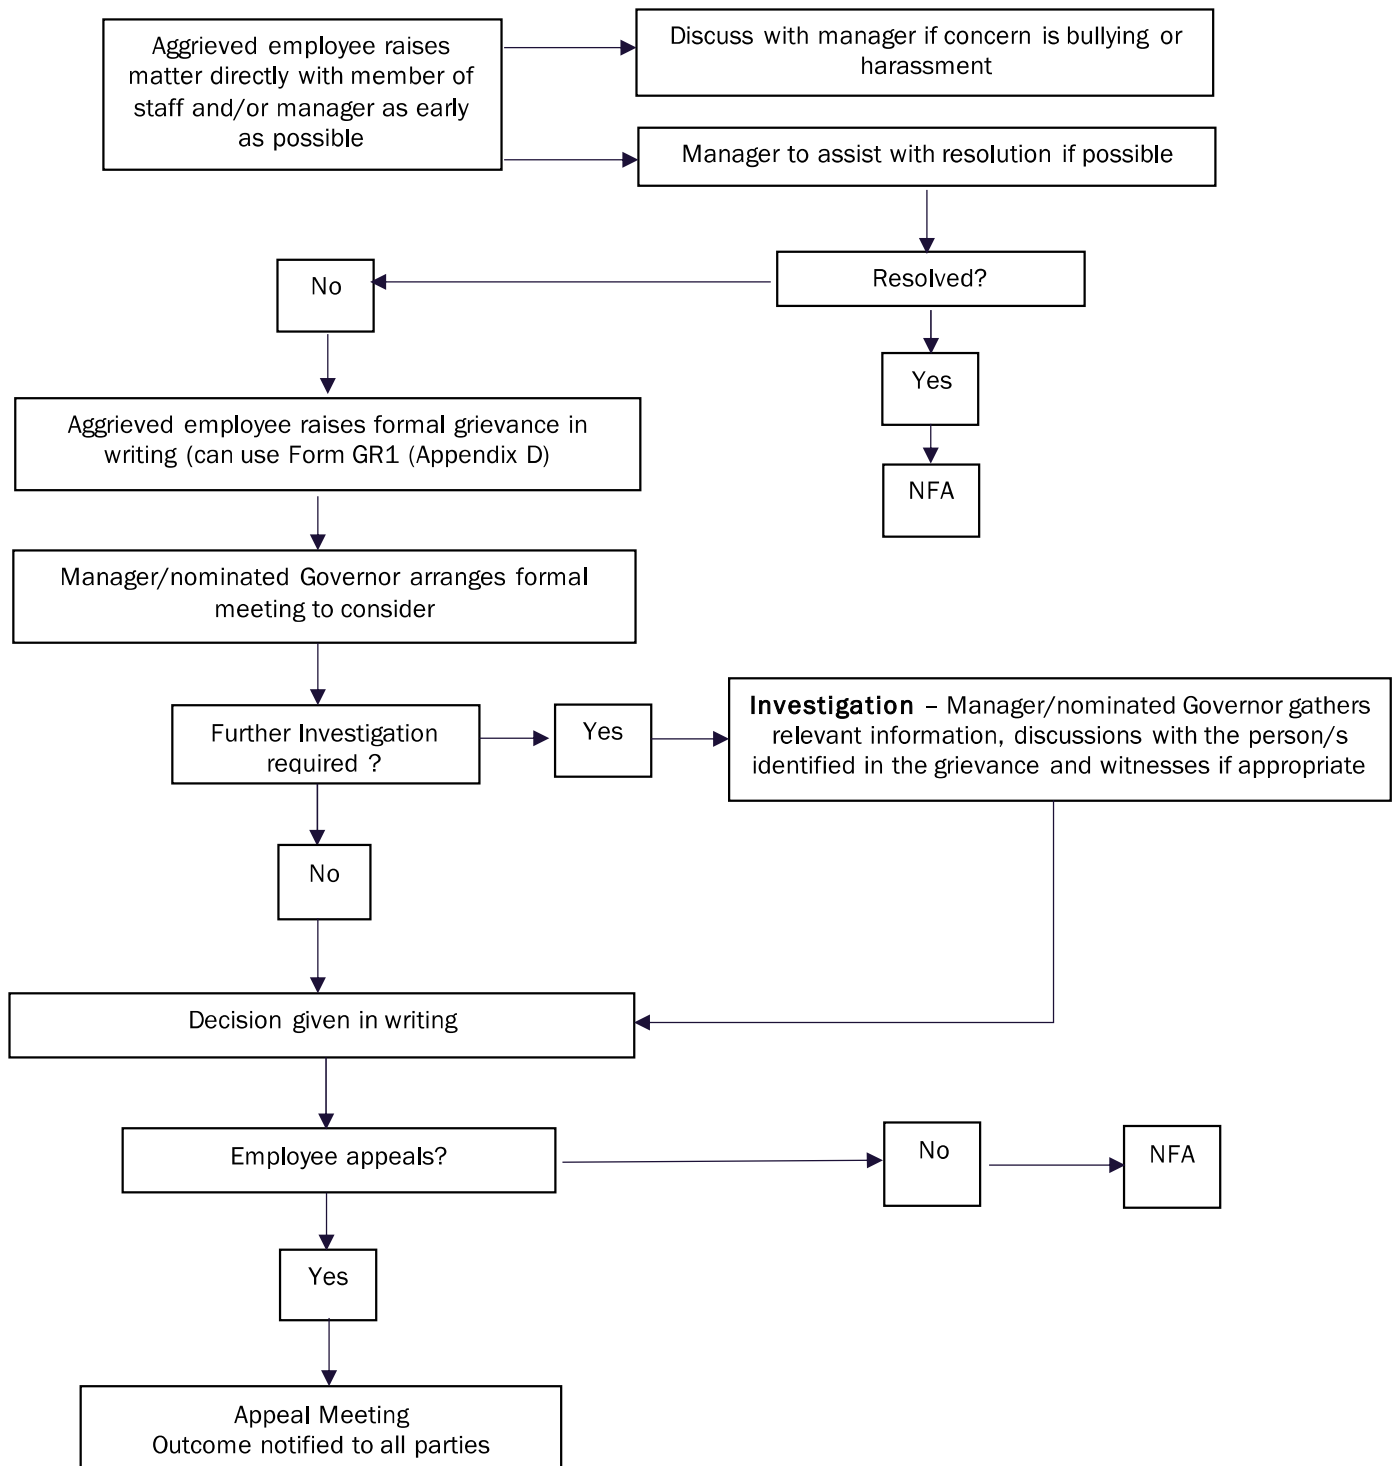 Aggrieved employee raises
matter directly with member of
staff and/or manager as early
as possible
Discuss with manager if concern is bullying or
harassment
Manager to assist with resolution if possible
Resolved?
No
Yes
NFA
Aggrieved employee raises formal grievance in
writing (can use Form GR1 (Appendix D)
Manager/nominated Governor arranges formal
meeting to consider
Further Investigation
required ?
Yes
Investigation – Manager/nominated Governor gathers
relevant information, discussions with the person/s
identified in the grievance and witnesses if appropriate
No
Decision given in writing
Employee appeals?
No
NFA
Yes
Appeal Meeting
Outcome notified to all parties